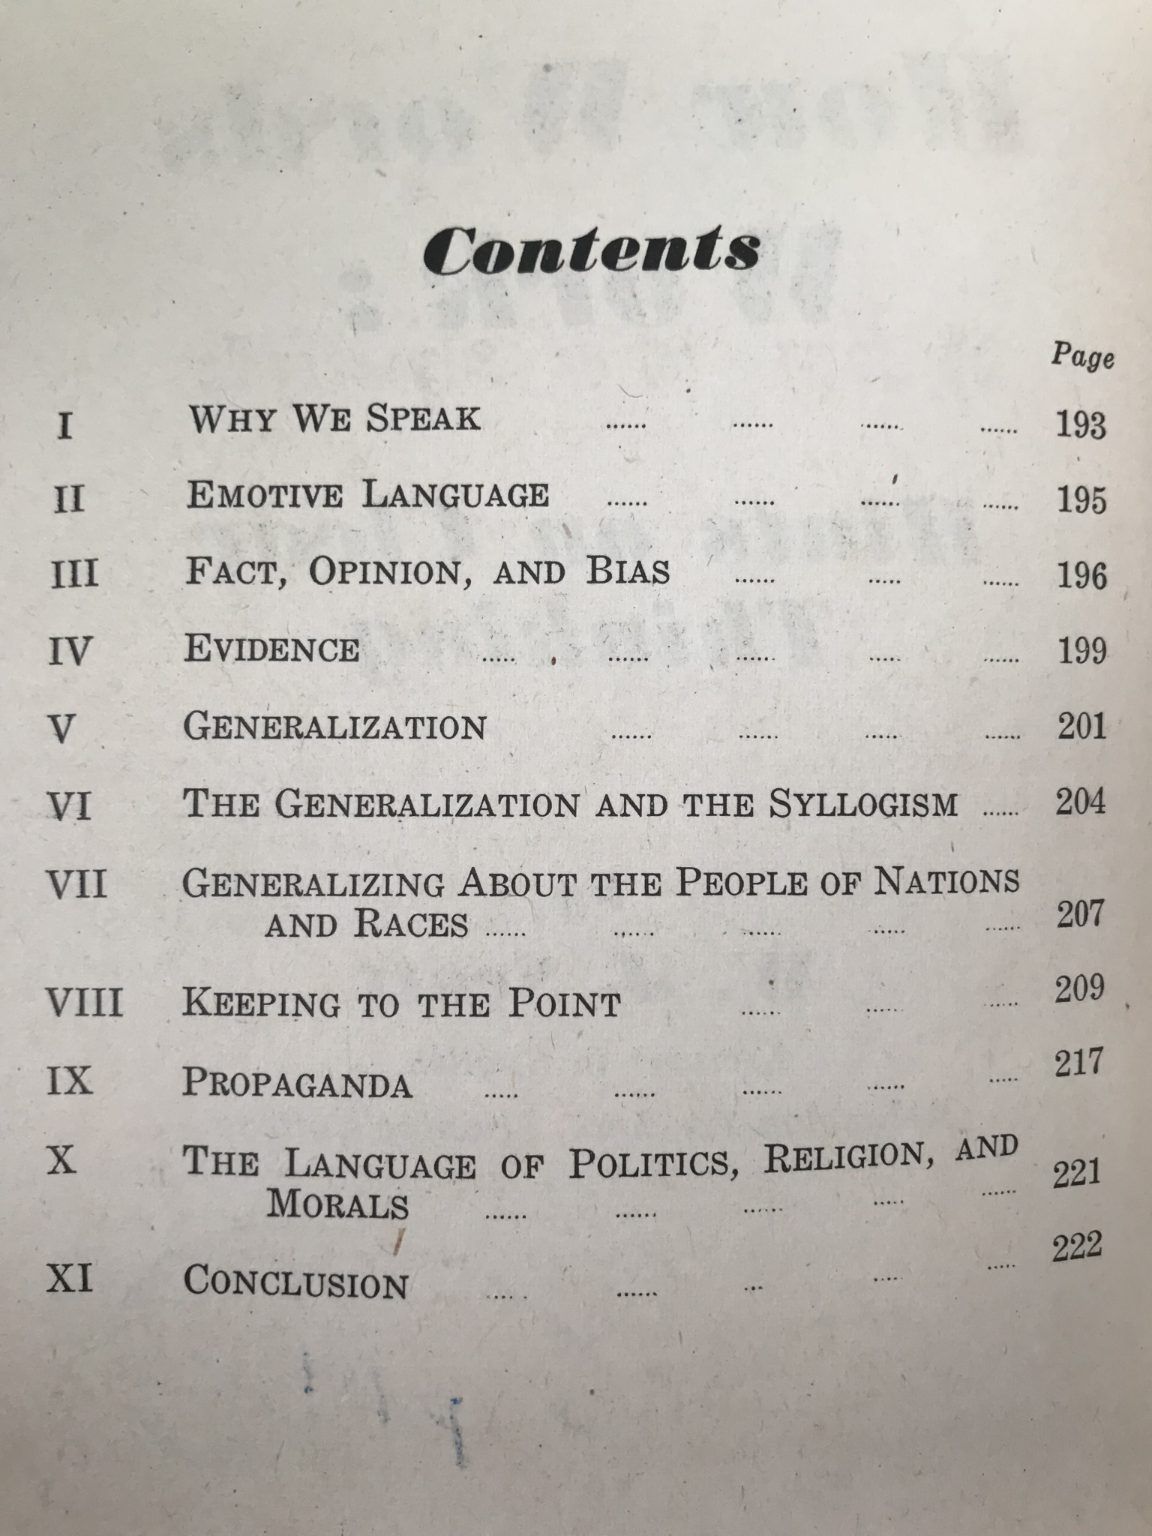 Contents
Page
I WHY WE SPEAK ...... ...... ...... ...... 193
II EMOTIVE LANGUAGE ...... ...... ...... ...... 195
III FACT, OPINION, AND BIAS ...... ..... ...... 196
IV EVIDENCE ..... ...... ...... ..... ...... 199
V GENERALIZATION ...... ...... ..... ...... 201
VI THE GENERALIZATION AND THE SYLLOGISM ...... 204
VII GENERALIZING ABOUT THE PEOPLE OF NATIONS
AND RACES ...... ...... ...... ..... ...... 207
VIII KEEPING TO THE POINT ...... ..... ..... 209
IX PROPAGANDA ..... ...... ...... ...... ..... 217
X THE LANGUAGE OF POLITICS, RELIGION, AND
MORALS ...... ...... ...... ..... ...... 221
XI CONCLUSION ..... ...... ... ..... ..... 222